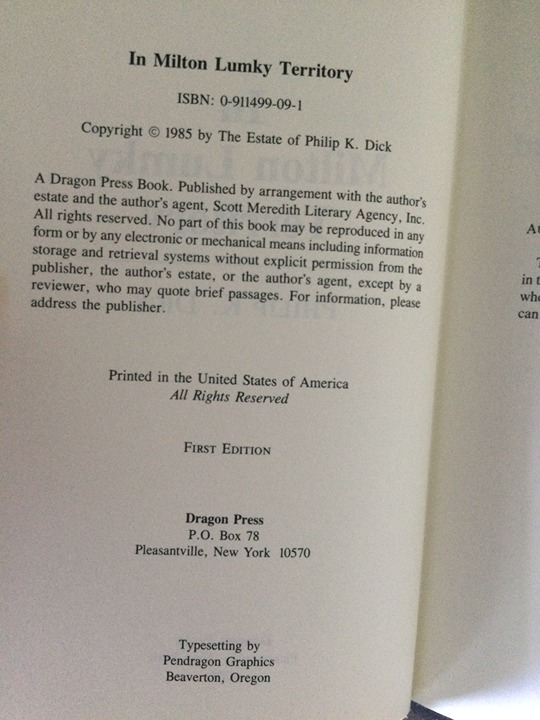 In Milton Lumky Territory
ISBN: 0-911499-09-1
Copyright © 1985 by The Estate of Philip K. Dick
A Dragon Press Book. Published by arrangement with the author's
estate and the author's agent, Scott Meredith Literary Agency, Inc.
All rights reserved. No part of this book may be reproduced in any
form or by any electronic or mechanical means including information
storage and retrieval systems without explicit permission from the
publisher, the author's estate, or the author's agent, except by a
reviewer, who may quote brief passages. For information, please
address the publisher.
Printed in the United States of America
All Rights Reserved
FIRST EDITION
Dragon Press
P.O. Box 78
Pleasantville, New York 10570
Typesetting by
Pendragon Graphics
Beaverton, Oregon
in t
who
can